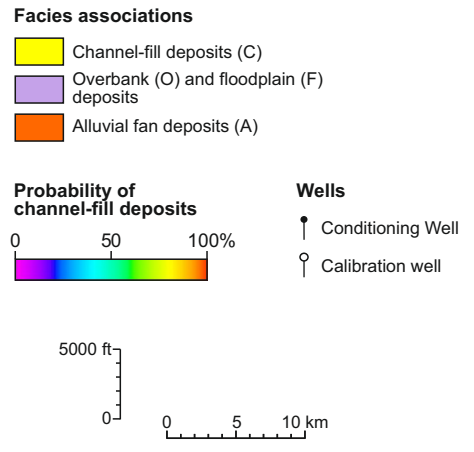 Facies associations
Channel-fill deposits (C)
Overbank (O) and floodplain (F)
deposits
Alluvial fan deposits (A)
Probability of
channel-fill deposits
0 50 100%
Wells
Conditioning Well
Calibration well
5000 ft
0
0 5 10 km